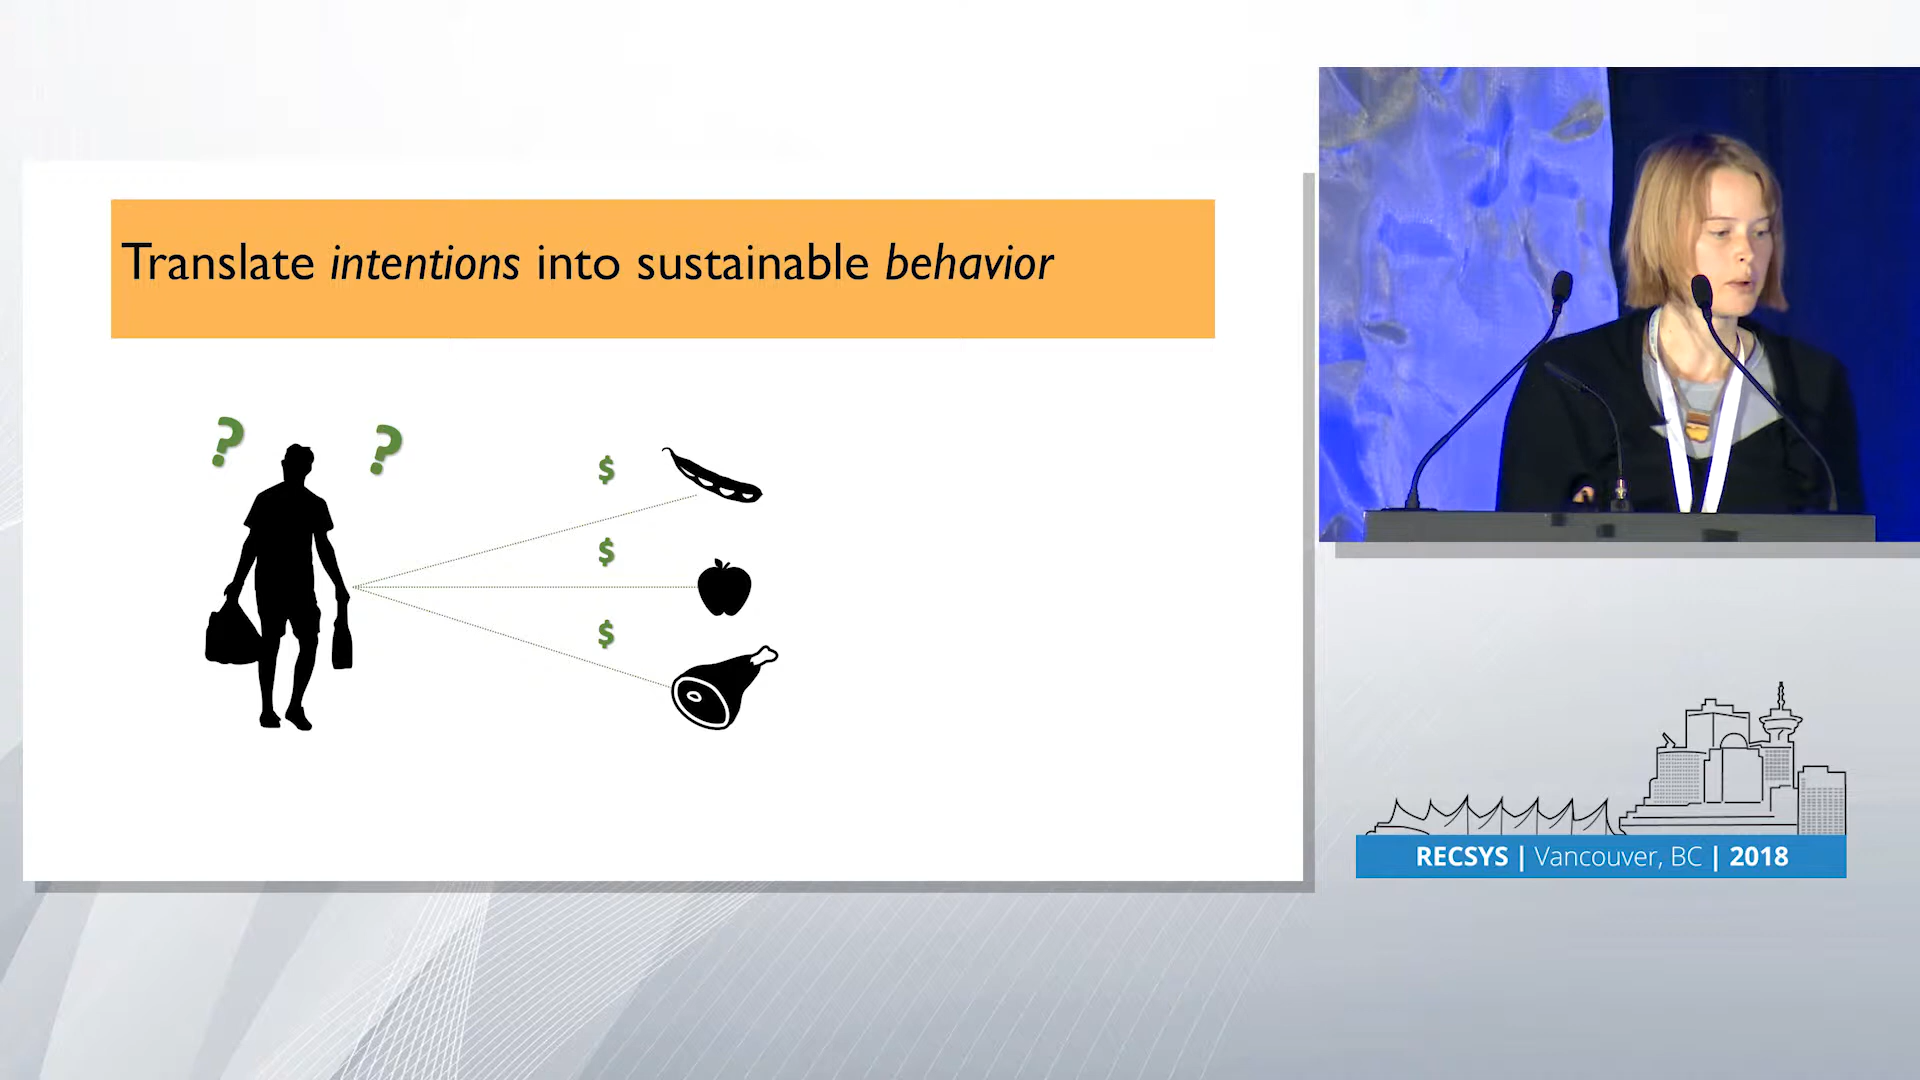 Translate intentions into sustainable behavior
? ?
$
$
$
RECSYS | Vancouver, BC | 2018